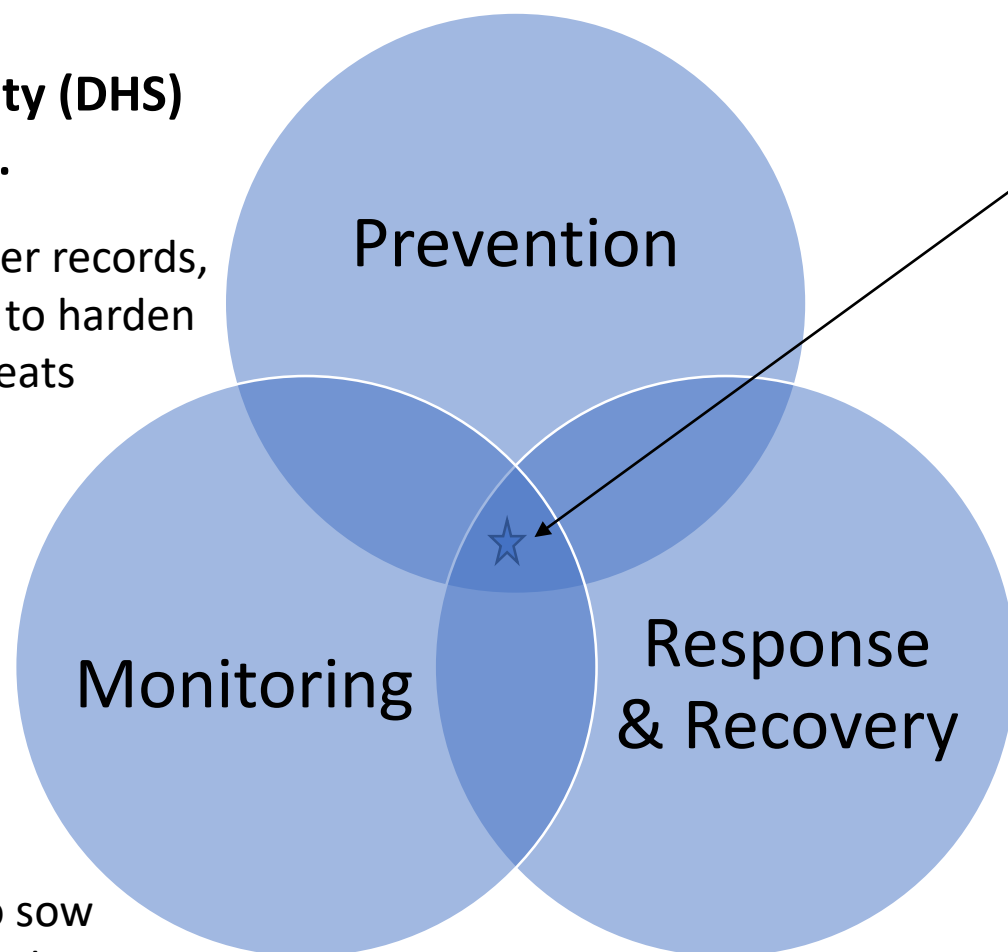 ty (DHS)
.
er records,
to harden
eats
Prevention
Monitoring
Response
& Recovery
sow